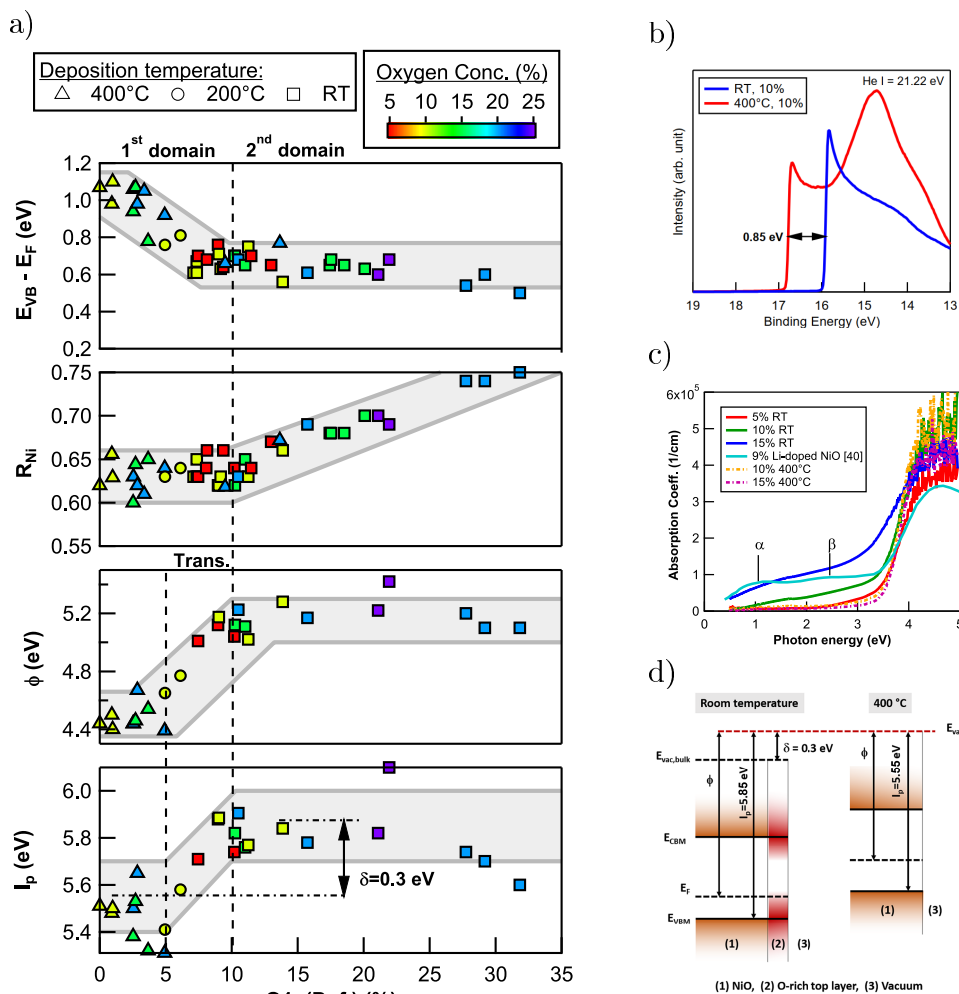 a)
Deposition temperature:
400°C 200°C RT
Oxygen Conc. (%)
5 10 15 20 25
1st domain 2nd domain
1.2
1.0
0.8
0.6
0.4
0.2
EVB - EF (eV)
0.75
0.70
0.65
0.60
0.55
RNi
Trans.
5.2
4.8
4.4
ϕ (eV)
6.0
5.8
5.6
5.4
Ip (eV)
δ=0.3 eV
0 5 10 15 20 25 30 35
b)
RT, 10%
400°C, 10%
He I = 21.22 eV
Intensity (arb. unit)
0.85 eV
19 18 17 16 15 14 13
Binding Energy (eV)
c)
6x10⁵
5
4
3
2
1
0
Absorption Coeff. (1/cm)
5% RT
10% RT
15% RT
9% Li-doped NiO [40]
10% 400°C
15% 400°C
α
β
0 1 2 3 4 5
Photon energy (eV)
d)
Room temperature
400 °C
Evac,bulk
δ = 0.3 eV
ϕ
Ip=5.85 eV
ϕ
Ip=5.55 eV
ECBM
EF
EVBM
(1) (2) (3)
(1) (3)
(1) NiO, (2) O-rich top layer, (3) Vacuum